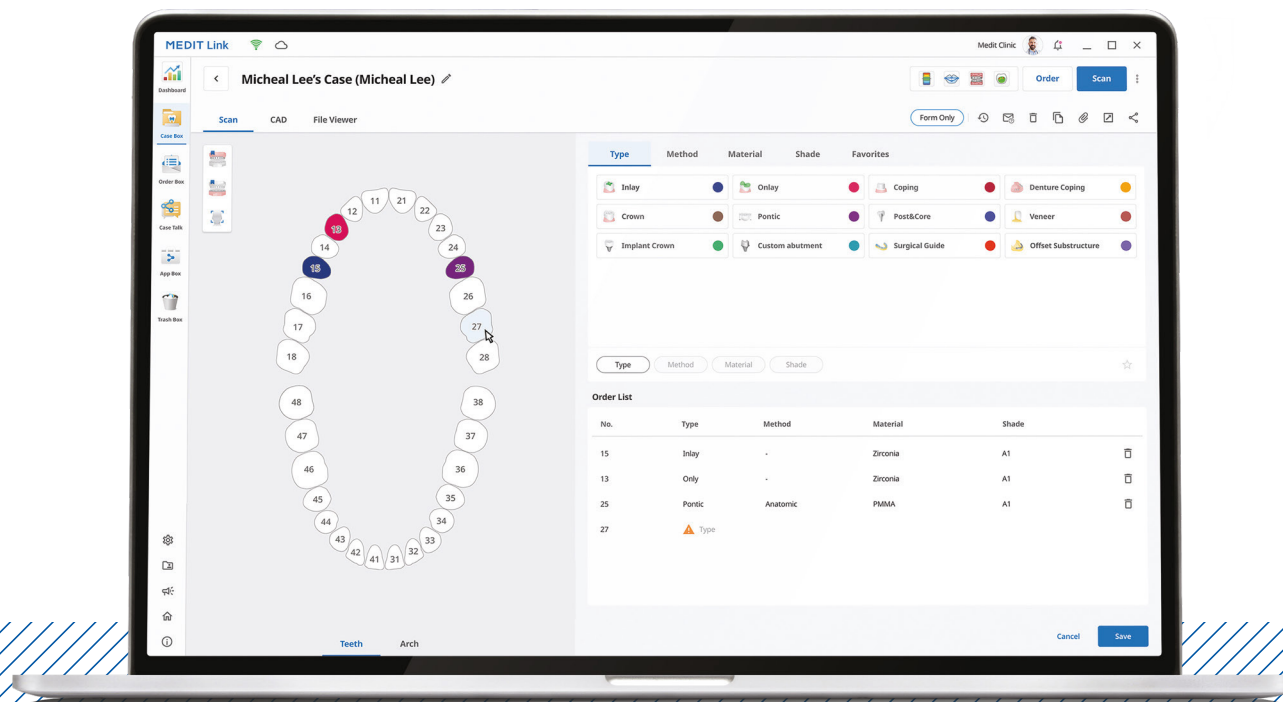 MEDIT Link
Medit Clinic
Dashboard
Case Box
Order Box
Case Talk
App Box
Trash Box
Micheal Lee's Case (Micheal Lee)
Order
Scan
Scan CAD File Viewer
Form Only
11 21
12 22
13 23
14 24
15 25
16 26
17 27
18 28
48 38
47 37
46 36
45 35
44 34
43 33
42 41 31 32
Teeth Arch
Type Method Material Shade Favorites
Inlay Onlay Coping Denture Coping
Crown Pontic Post&Core Veneer
Implant Crown Custom abutment Surgical Guide Offset Substructure
Type Method Material Shade
Order List
No. Type Method Material Shade
15 Inlay - Zirconia A1
13 Only - Zirconia A1
25 Pontic Anatomic PMMA A1
27 Type
Cancel Save